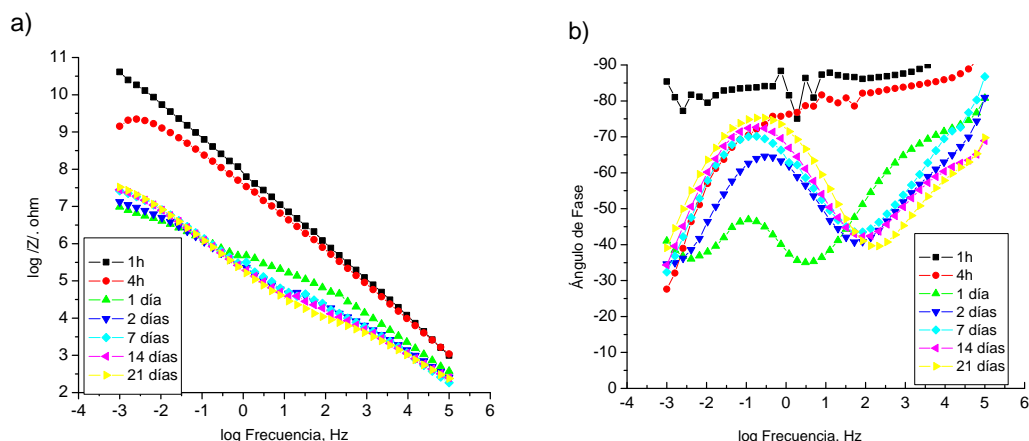 a)
11
10
9
8
7
6
5
4
3
2
log /Z/, ohm
1h
4h
1 día
2 días
7 días
14 días
21 días
-4 -3 -2 -1 0 1 2 3 4 5 6
log Frecuencia, Hz
b)
-90
-80
-70
-60
-50
-40
-30
-20
-10
0
Ángulo de Fase
1h
4h
1 día
2 días
7 días
14 días
21 días
-4 -3 -2 -1 0 1 2 3 4 5 6
log Frecuencia, Hz